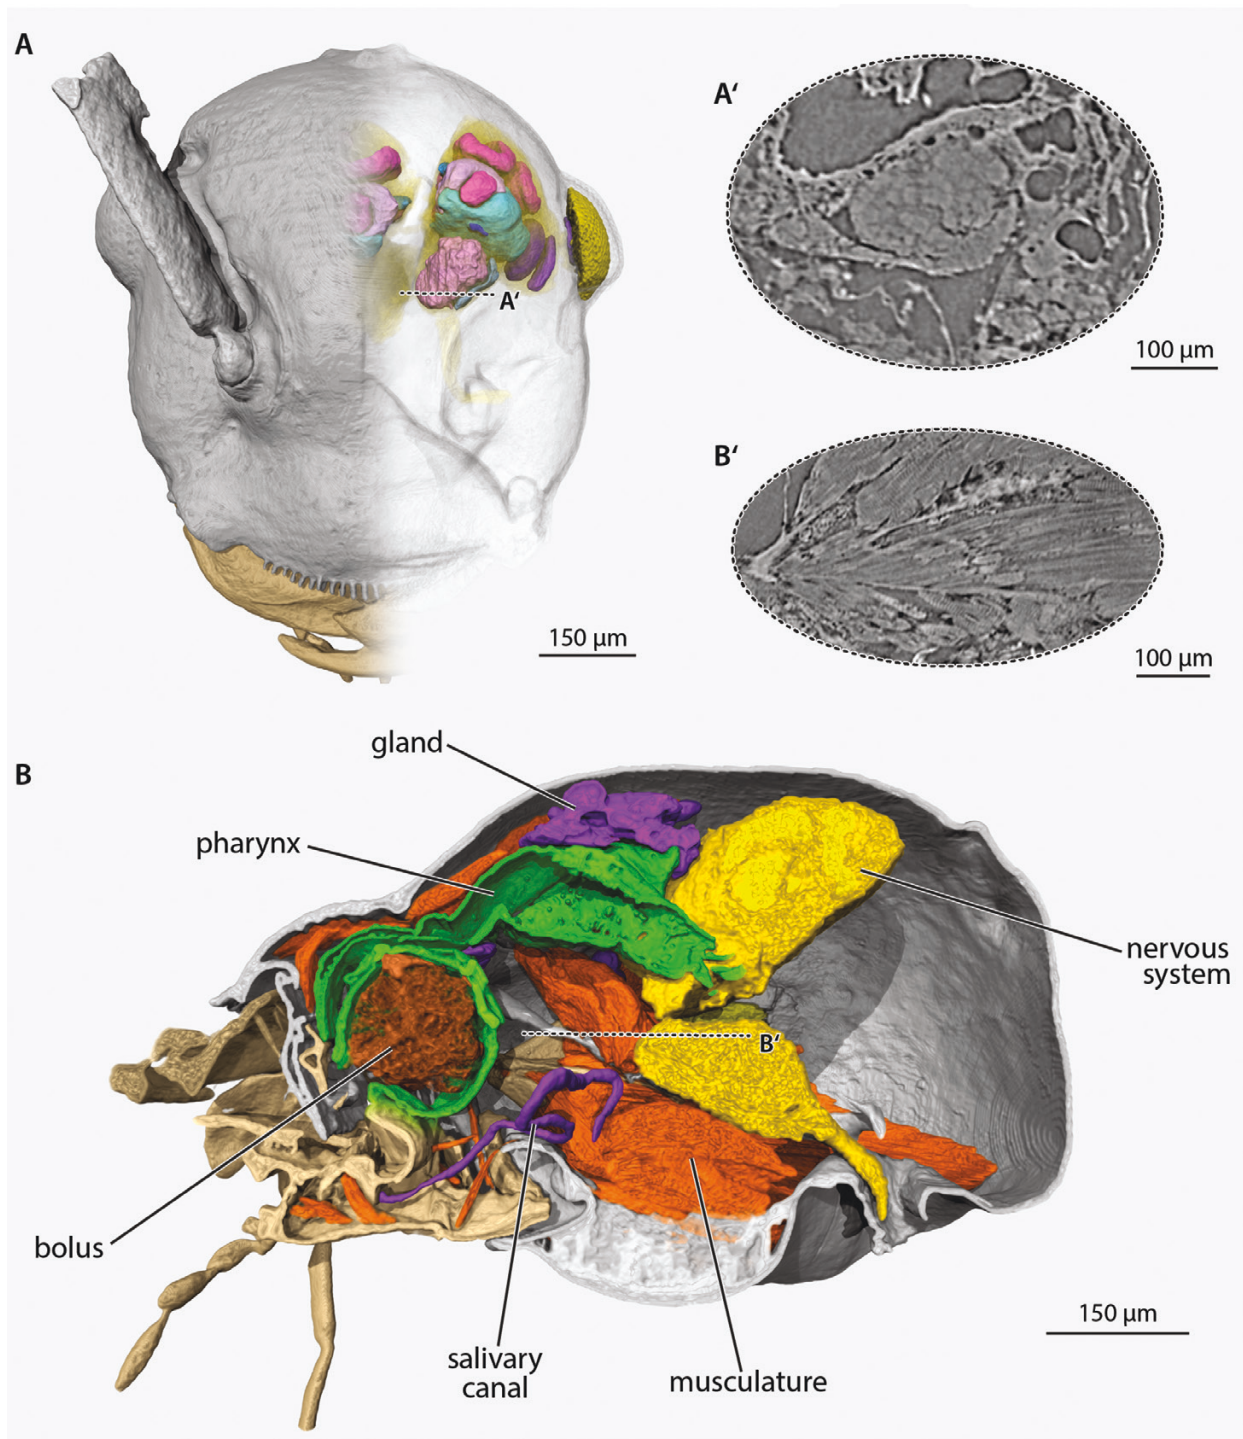 A
A‘
A‘
100 µm
B‘
100 µm
150 µm
B
gland
pharynx
nervous
system
B‘
bolus
150 µm
salivary
canal
musculature